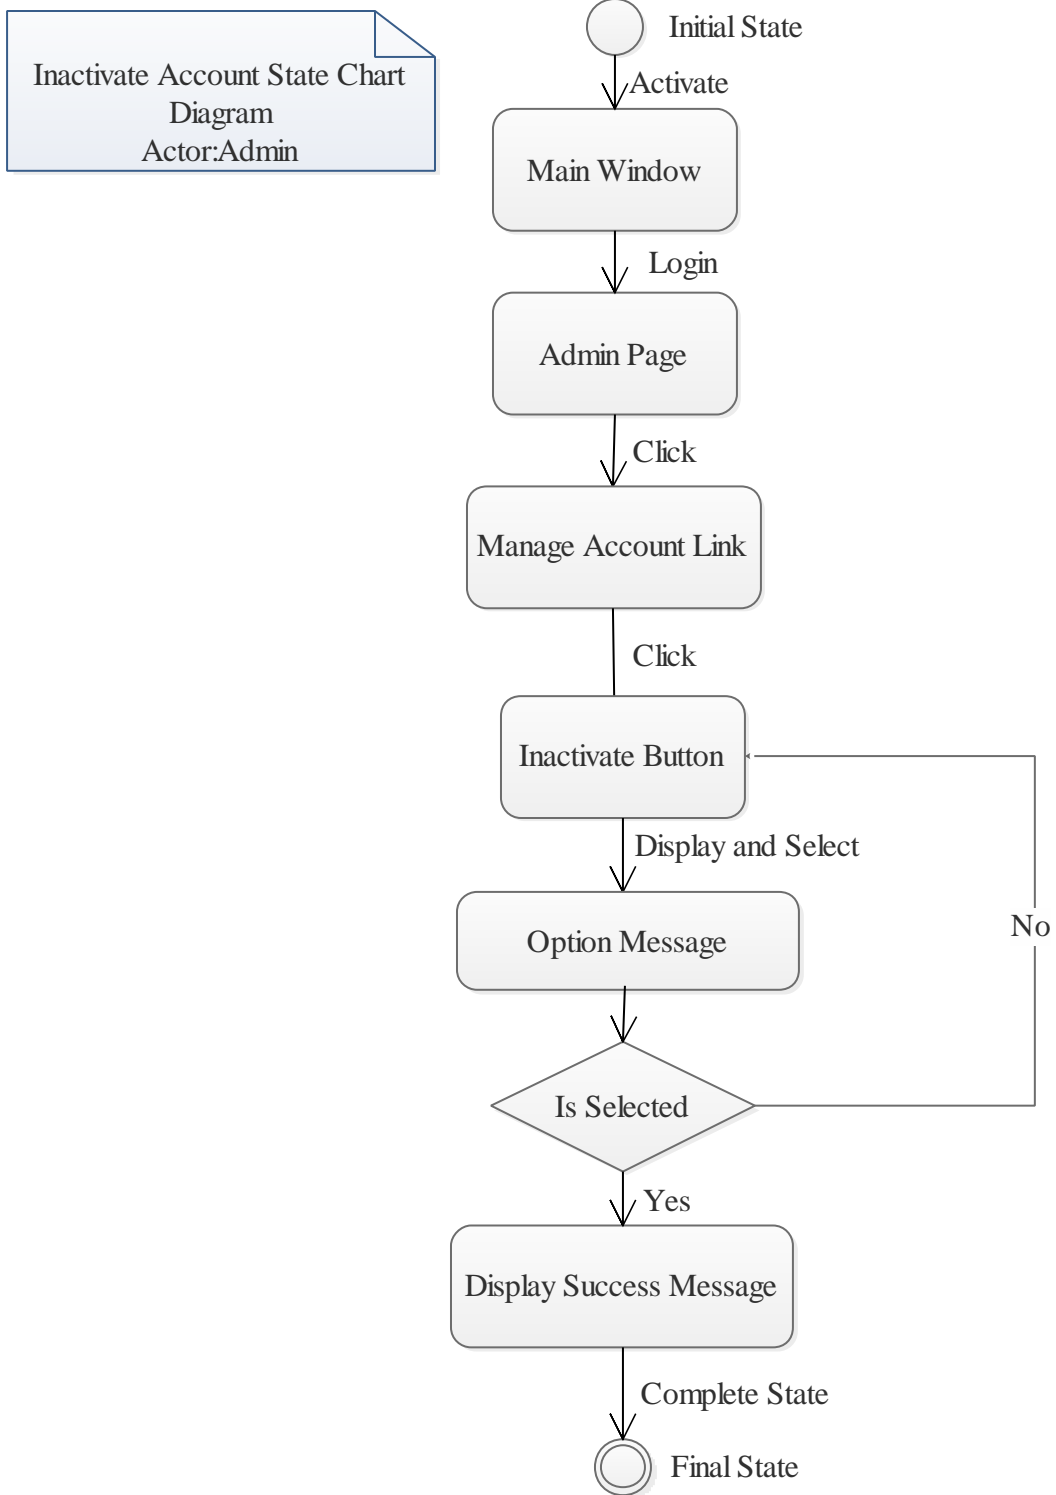 Inactivate Account State Chart
Diagram
Actor:Admin
Initial State
Activate
Main Window
Login
Admin Page
Click
Manage Account Link
Click
Inactivate Button
Display and Select
Option Message
No
Is Selected
Yes
Display Success Message
Complete State
Final State